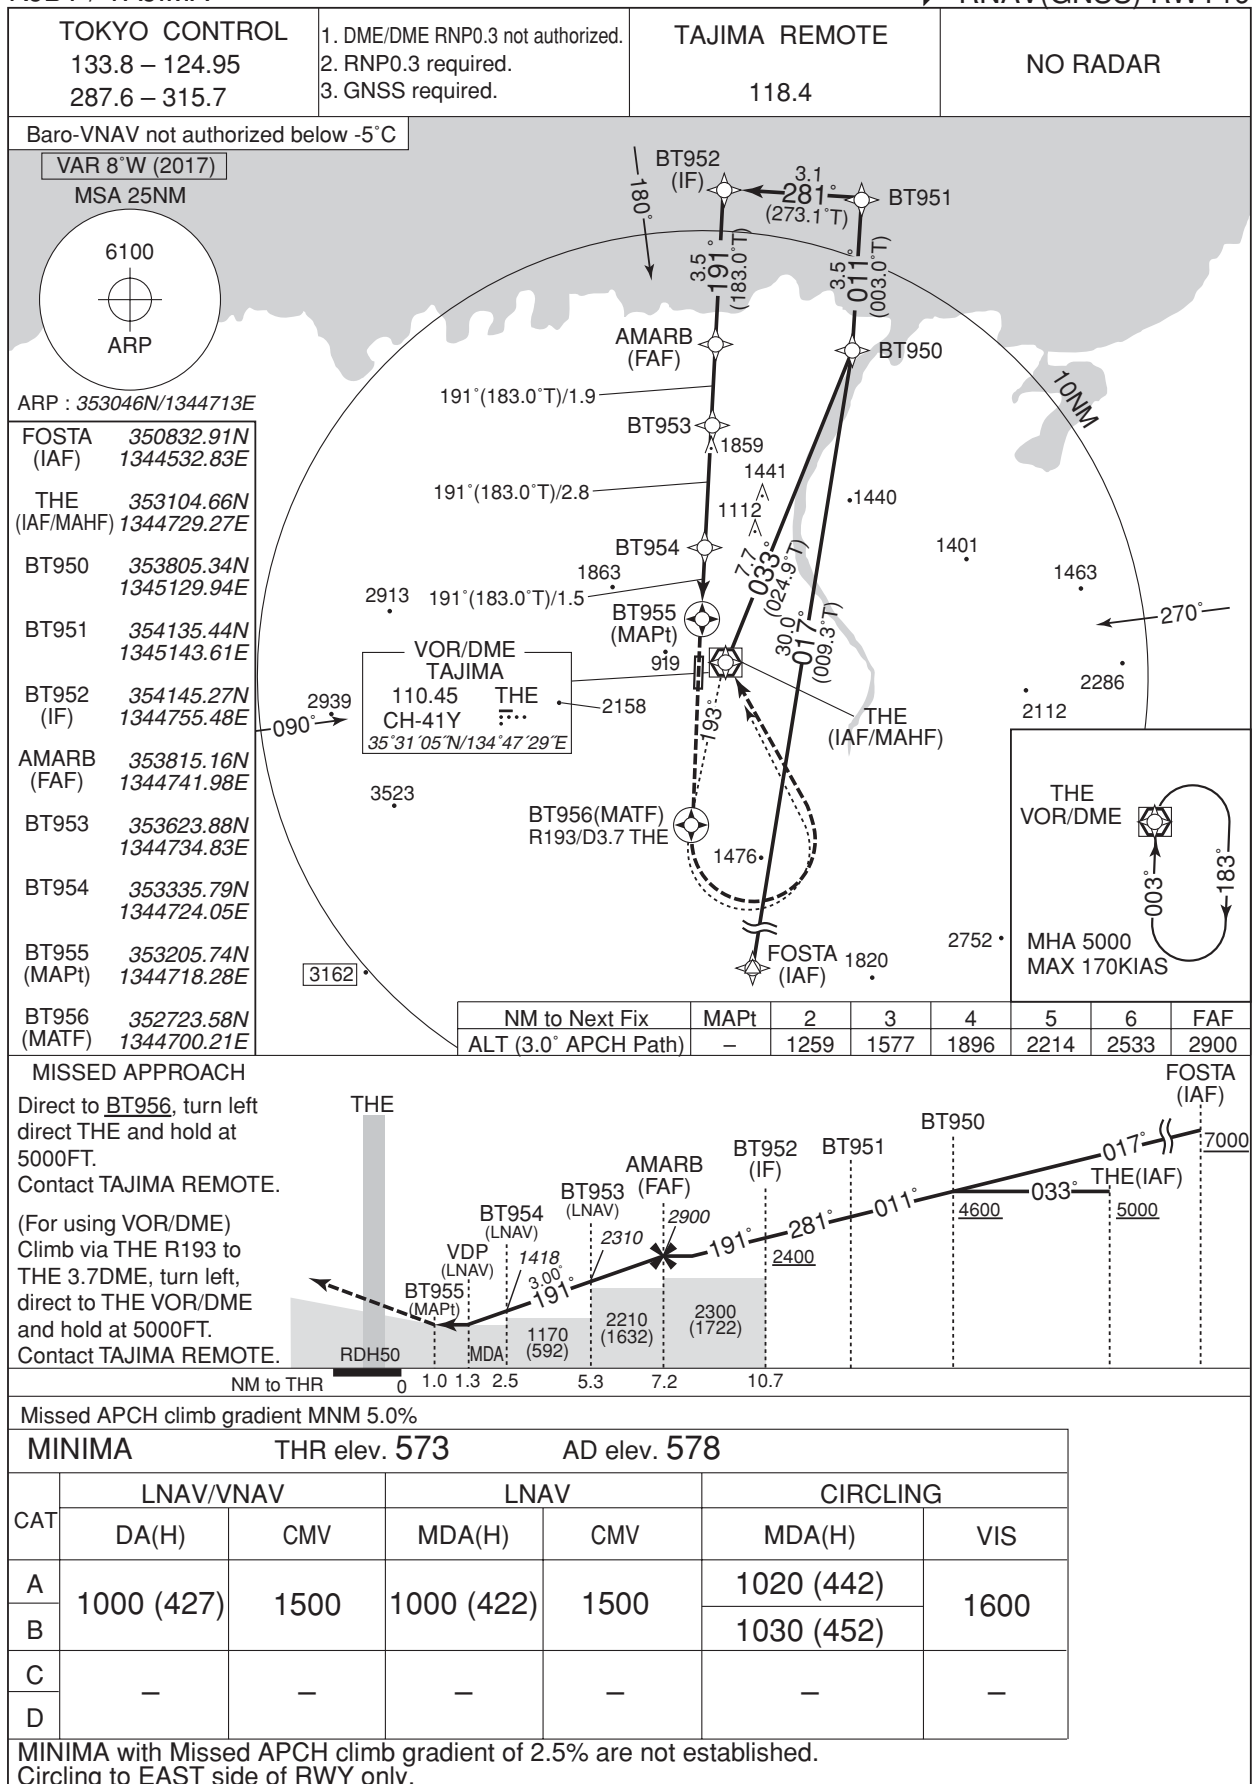 TOKYO CONTROL
133.8 – 124.95
287.6 – 315.7
1. DME/DME RNP0.3 not authorized.
2. RNP0.3 required.
3. GNSS required.
TAJIMA REMOTE
118.4
NO RADAR
Baro-VNAV not authorized below -5˚C
VAR 8˚W (2017)
MSA 25NM
6100
ARP
ARP : 353046N/1344713E
FOSTA 350832.91N
(IAF) 1344532.83E
THE 353104.66N
(IAF/MAHF) 1344729.27E
BT950 353805.34N
1345129.94E
BT951 354135.44N
1345143.61E
BT952 354145.27N
(IF) 1344755.48E
AMARB 353815.16N
(FAF) 1344741.98E
BT953 353623.88N
1344734.83E
BT954 353335.79N
1344724.05E
BT955 353205.74N
(MAPt) 1344718.28E
BT956 352723.58N
(MATF) 1344700.21E
180˚
BT952
(IF)
3.1
281˚
(273.1˚T)
BT951
3.5
191˚
(183.0˚T)
3.5
011˚
(003.0˚T)
AMARB
(FAF)
BT950
10NM
191˚(183.0˚T)/1.9
BT953
1859
1441
191˚(183.0˚T)/2.8
1112
1440
BT954
1401
1863
1463
2913
191˚(183.0˚T)/1.5
7.7
033˚
(024.9˚T)
BT955
(MAPt)
30.0
017˚
(009.3˚T)
270˚
919
VOR/DME
TAJIMA
110.45 THE
CH-41Y
35˚31´05˝N/134˚47´29˝E
2286
2939
2158
2112
090˚
193˚
THE
(IAF/MAHF)
3523
BT956(MATF)
R193/D3.7 THE
1476
THE
VOR/DME
003˚
183˚
MHA 5000
MAX 170KIAS
2752
FOSTA
(IAF)
1820
3162
NM to Next Fix MAPt 2 3 4 5 6 FAF
ALT (3.0˚ APCH Path) – 1259 1577 1896 2214 2533 2900
MISSED APPROACH
Direct to BT956, turn left
direct THE and hold at
5000FT.
Contact TAJIMA REMOTE.
(For using VOR/DME)
Climb via THE R193 to
THE 3.7DME, turn left,
direct to THE VOR/DME
and hold at 5000FT.
Contact TAJIMA REMOTE.
THE
FOSTA
(IAF)
BT950
BT951
BT952
(IF)
AMARB
(FAF)
BT953
(LNAV)
BT954
(LNAV)
VDP
(LNAV)
BT955
(MAPt)
017˚
7000
THE(IAF)
033˚
4600
5000
011˚
281˚
191˚
2400
2900
2310
1418
3.00˚
191˚
2300
(1722)
2210
(1632)
1170
(592)
MDA
RDH50
NM to THR 0 1.0 1.3 2.5 5.3 7.2 10.7
Missed APCH climb gradient MNM 5.0%
MINIMA THR elev. 573 AD elev. 578
CAT LNAV/VNAV LNAV CIRCLING
DA(H) CMV MDA(H) CMV MDA(H) VIS
A 1000 (427) 1500 1000 (422) 1500 1020 (442) 1600
B 1030 (452)
C – – – – – –
D
MINIMA with Missed APCH climb gradient of 2.5% are not established.
Circling to EAST side of RWY only.